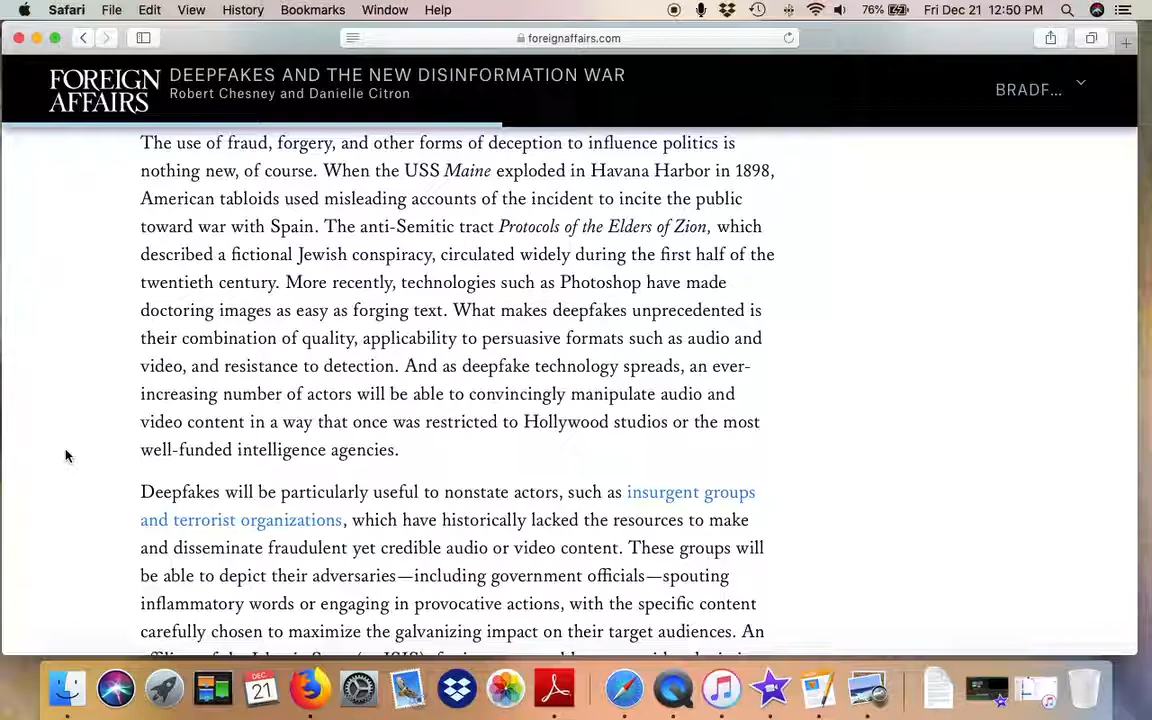 Safari File Edit View History Bookmarks Window Help 76% Fri Dec 21 12:50 PM
foreignaffairs.com
FOREIGN AFFAIRS
DEEPFAKES AND THE NEW DISINFORMATION WAR
Robert Chesney and Danielle Citron
BRADF...
The use of fraud, forgery, and other forms of deception to influence politics is
nothing new, of course. When the USS Maine exploded in Havana Harbor in 1898,
American tabloids used misleading accounts of the incident to incite the public
toward war with Spain. The anti-Semitic tract Protocols of the Elders of Zion, which
described a fictional Jewish conspiracy, circulated widely during the first half of the
twentieth century. More recently, technologies such as Photoshop have made
doctoring images as easy as forging text. What makes deepfakes unprecedented is
their combination of quality, applicability to persuasive formats such as audio and
video, and resistance to detection. And as deepfake technology spreads, an ever-
increasing number of actors will be able to convincingly manipulate audio and
video content in a way that once was restricted to Hollywood studios or the most
well-funded intelligence agencies.
Deepfakes will be particularly useful to nonstate actors, such as insurgent groups
and terrorist organizations, which have historically lacked the resources to make
and disseminate fraudulent yet credible audio or video content. These groups will
be able to depict their adversaries—including government officials—spouting
inflammatory words or engaging in provocative actions, with the specific content
carefully chosen to maximize the galvanizing impact on their target audiences. An
DEC
21